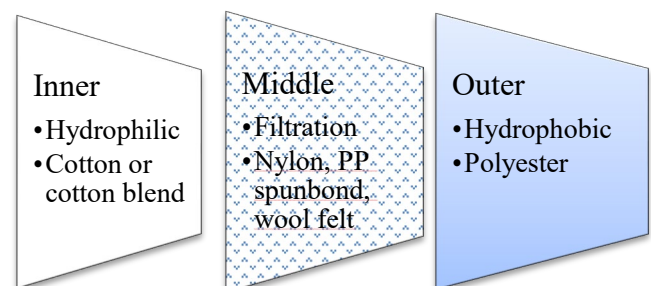 Inner
•Hydrophilic
•Cotton or
cotton blend
Middle
•Filtration
•Nylon, PP
spunbond,
wool felt
Outer
•Hydrophobic
•Polyester